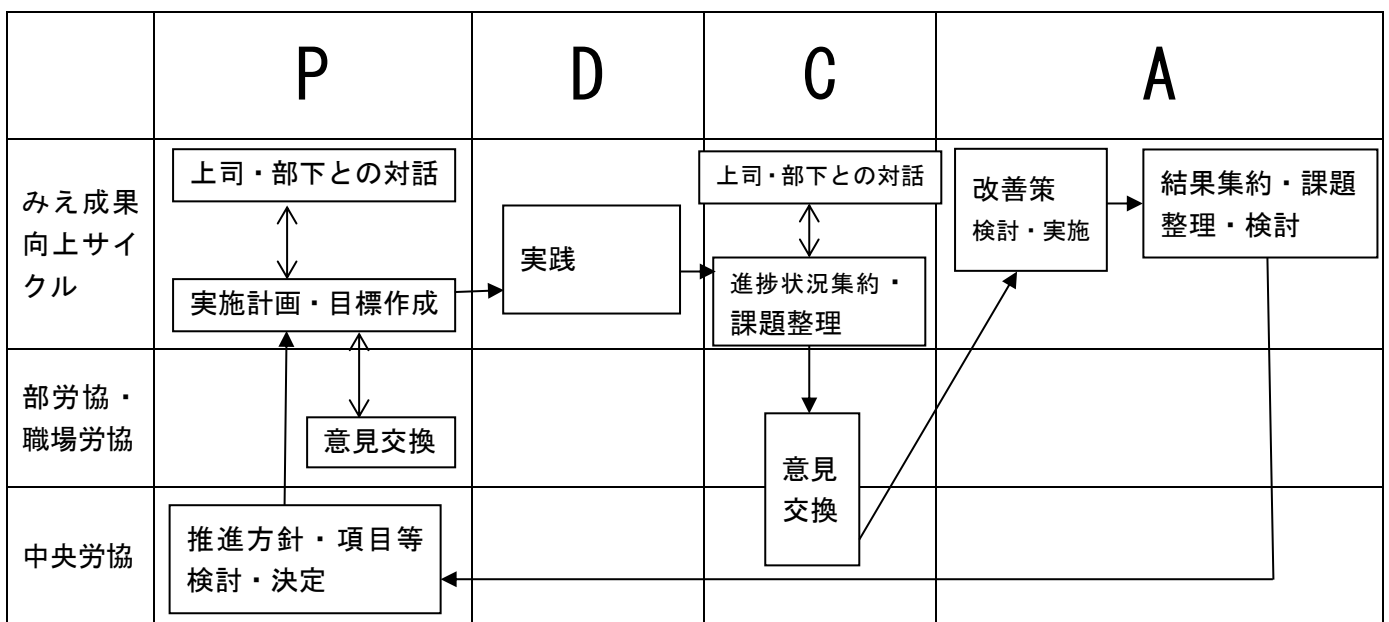 P
D
C
A
みえ成果
向上サイ
クル
上司・部下との対話
実施計画・目標作成
実践
上司・部下との対話
進捗状況集約・
課題整理
改善策
検討・実施
結果集約・課題
整理・検討
部労協・
職場労協
意見交換
意見
交換
中央労協
推進方針・項目等
検討・決定